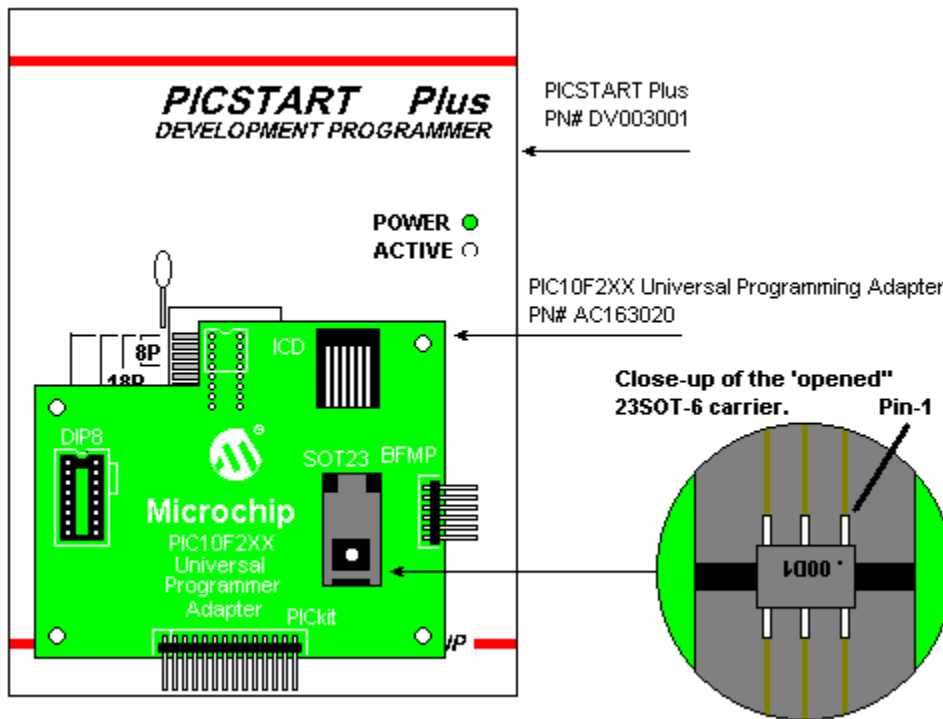 PICSTART Plus
DEVELOPMENT PROGRAMMER
PICSTART Plus
PN# DV003001
POWER
ACTIVE
PIC10F2XX Universal Programming Adapter
PN# AC163020
8P
18P
ICD
Close-up of the 'opened"
23SOT-6 carrier.
Pin-1
DIP8
®
SOT23
BFMP
Microchip
PIC10F2XX
Universal
Programmer
Adapter
PICkit
.00D1